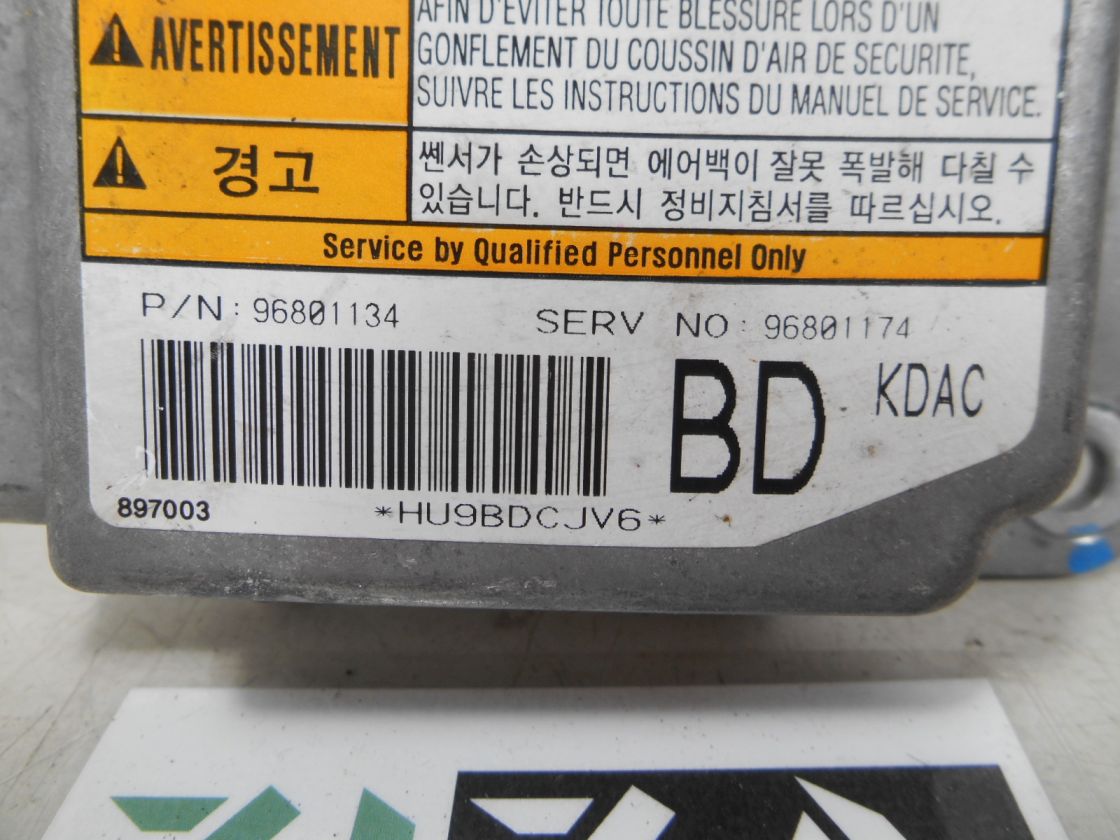 AVERTISSEMENT
AFIN D'EVITER TOUTE BLESSURE LORS D'UN
GONFLEMENT DU COUSSIN D'AIR DE SECURITE,
SUIVRE LES INSTRUCTIONS DU MANUEL DE SERVICE.
경고
쎈서가 손상되면 에어백이 잘못 폭발해 다칠 수
있습니다. 반드시 정비지침서를 따르십시오.
Service by Qualified Personnel Only
P/N: 96801134
SERV NO: 96801174
BD
KDAC
897003
*HU9BDCJV6*